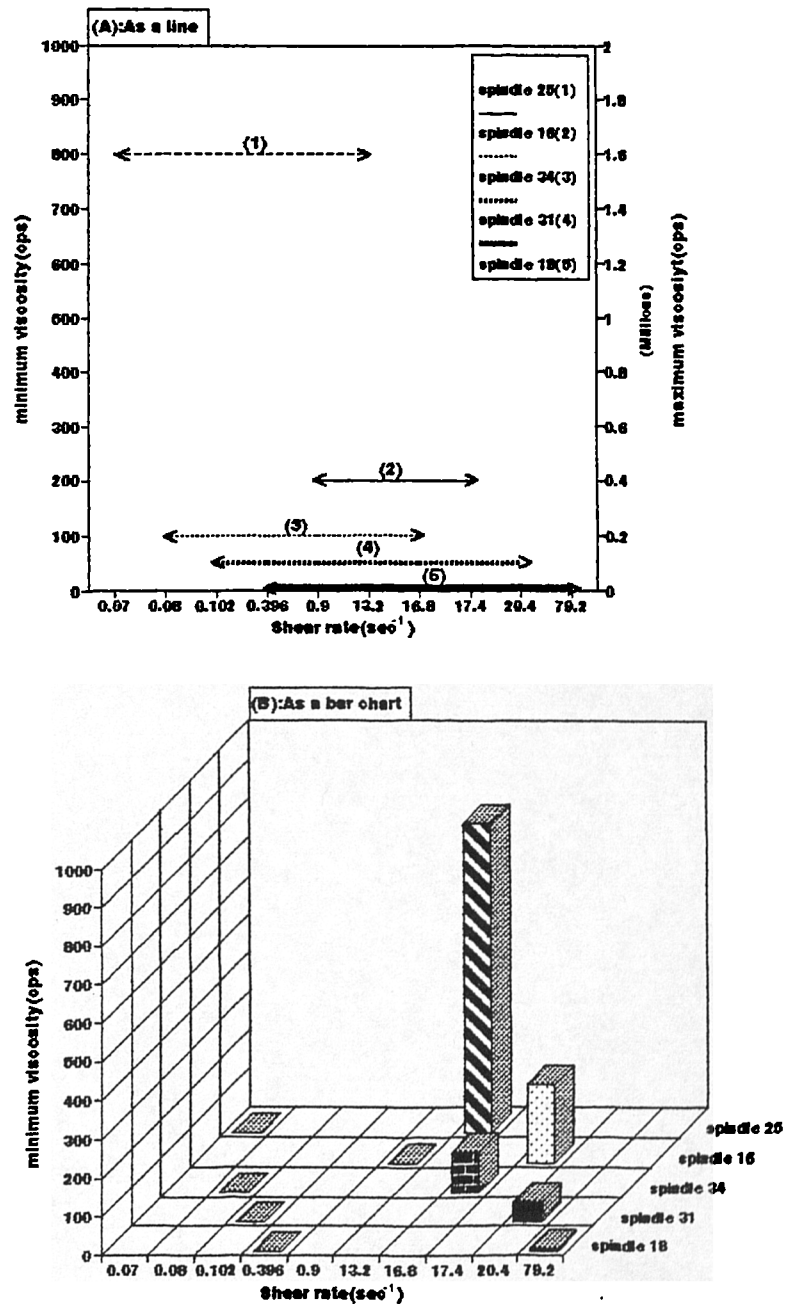 (A):As a line
1000
900
800
700
600
500
400
300
200
100
0
minimum viscosity(ops)
2
1.8
1.6
1.4
1.2
1
0.8
0.6
0.4
0.2
0
(Millions)
maximum viscosiyt(ops)
spindle 25(1)
spindle 16(2)
spindle 34(3)
spindle 31(4)
spindle 18(5)
(1)
(2)
(3)
(4)
(5)
0.07 0.08 0.102 0.396 0.9 13.2 16.8 17.4 20.4 79.2
Shear rate(sec-1)
(B):As a bar chart
1000
900
800
700
600
500
400
300
200
100
0
minimum viscosity(ops)
spindle 25
spindle 16
spindle 34
spindle 31
spindle 18
0.07 0.08 0.102 0.396 0.9 13.2 16.8 17.4 20.4 79.2
Shear rate(sec-1)